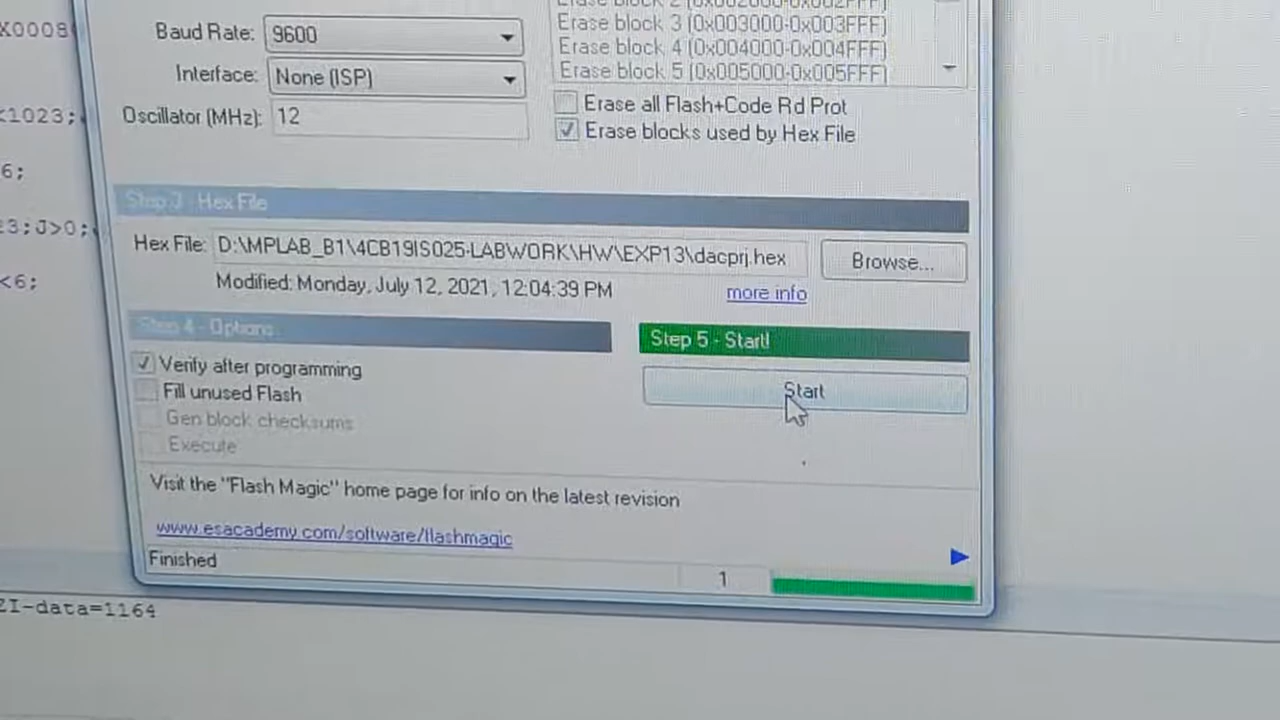 Erase block 2 (0x002000-0x002FFF)
X0008
Baud Rate: 9600
Erase block 3 (0x003000-0x003FFF)
Erase block 4 (0x004000-0x004FFF)
Interface: None (ISP)
Erase block 5 (0x005000-0x005FFF)
<1023;
Oscillator (MHz): 12
Erase all Flash+Code Rd Prot
Erase blocks used by Hex File
6;
Step 3 - Hex File
3;J>0;
Hex File: D:\MPLAB_B1\4CB19IS025-LABWORK\HW\EXP13\dacprj.hex
Browse...
<6;
Modified: Monday, July 12, 2021, 12:04:39 PM
more info
Step 4 - Options
Step 5 - Start!
Verify after programming
Start
Fill unused Flash
Gen block checksums
Execute
Visit the "Flash Magic" home page for info on the latest revision
www.esacademy.com/software/flashmagic
Finished
1
ZI-data=1164